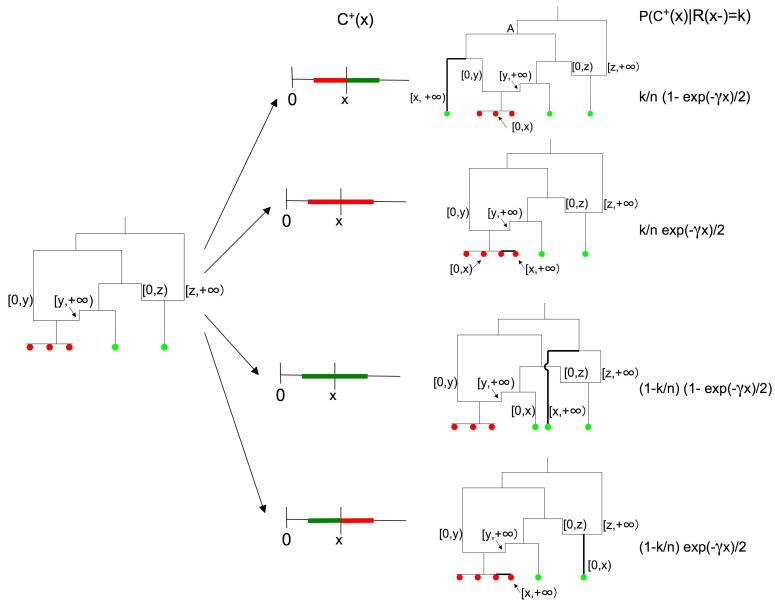 C⁺(x)
P(C⁺(x)|R(x-)=k)
A
[0,y)
[y,+∞)
[0,z)
[z,+∞)
[x, +∞)
0
x
[0,x)
k/n (1- exp(-γx)/2)
[0,y)
[y,+∞)
[0,z)
[z,+∞)
0
x
[0,x)
[x,+∞)
k/n exp(-γx)/2
[0,y)
[y,+∞)
[0,z)
[z,+∞)
0
x
[0,y)
[y,+∞)
[0,z)
[z,+∞)
[0,x)
[x,+∞)
(1-k/n) (1- exp(-γx)/2)
0
x
[0,y)
[y,+∞)
[0,z)
[z,+∞)
[0,x)
[x,+∞)
(1-k/n) exp(-γx)/2